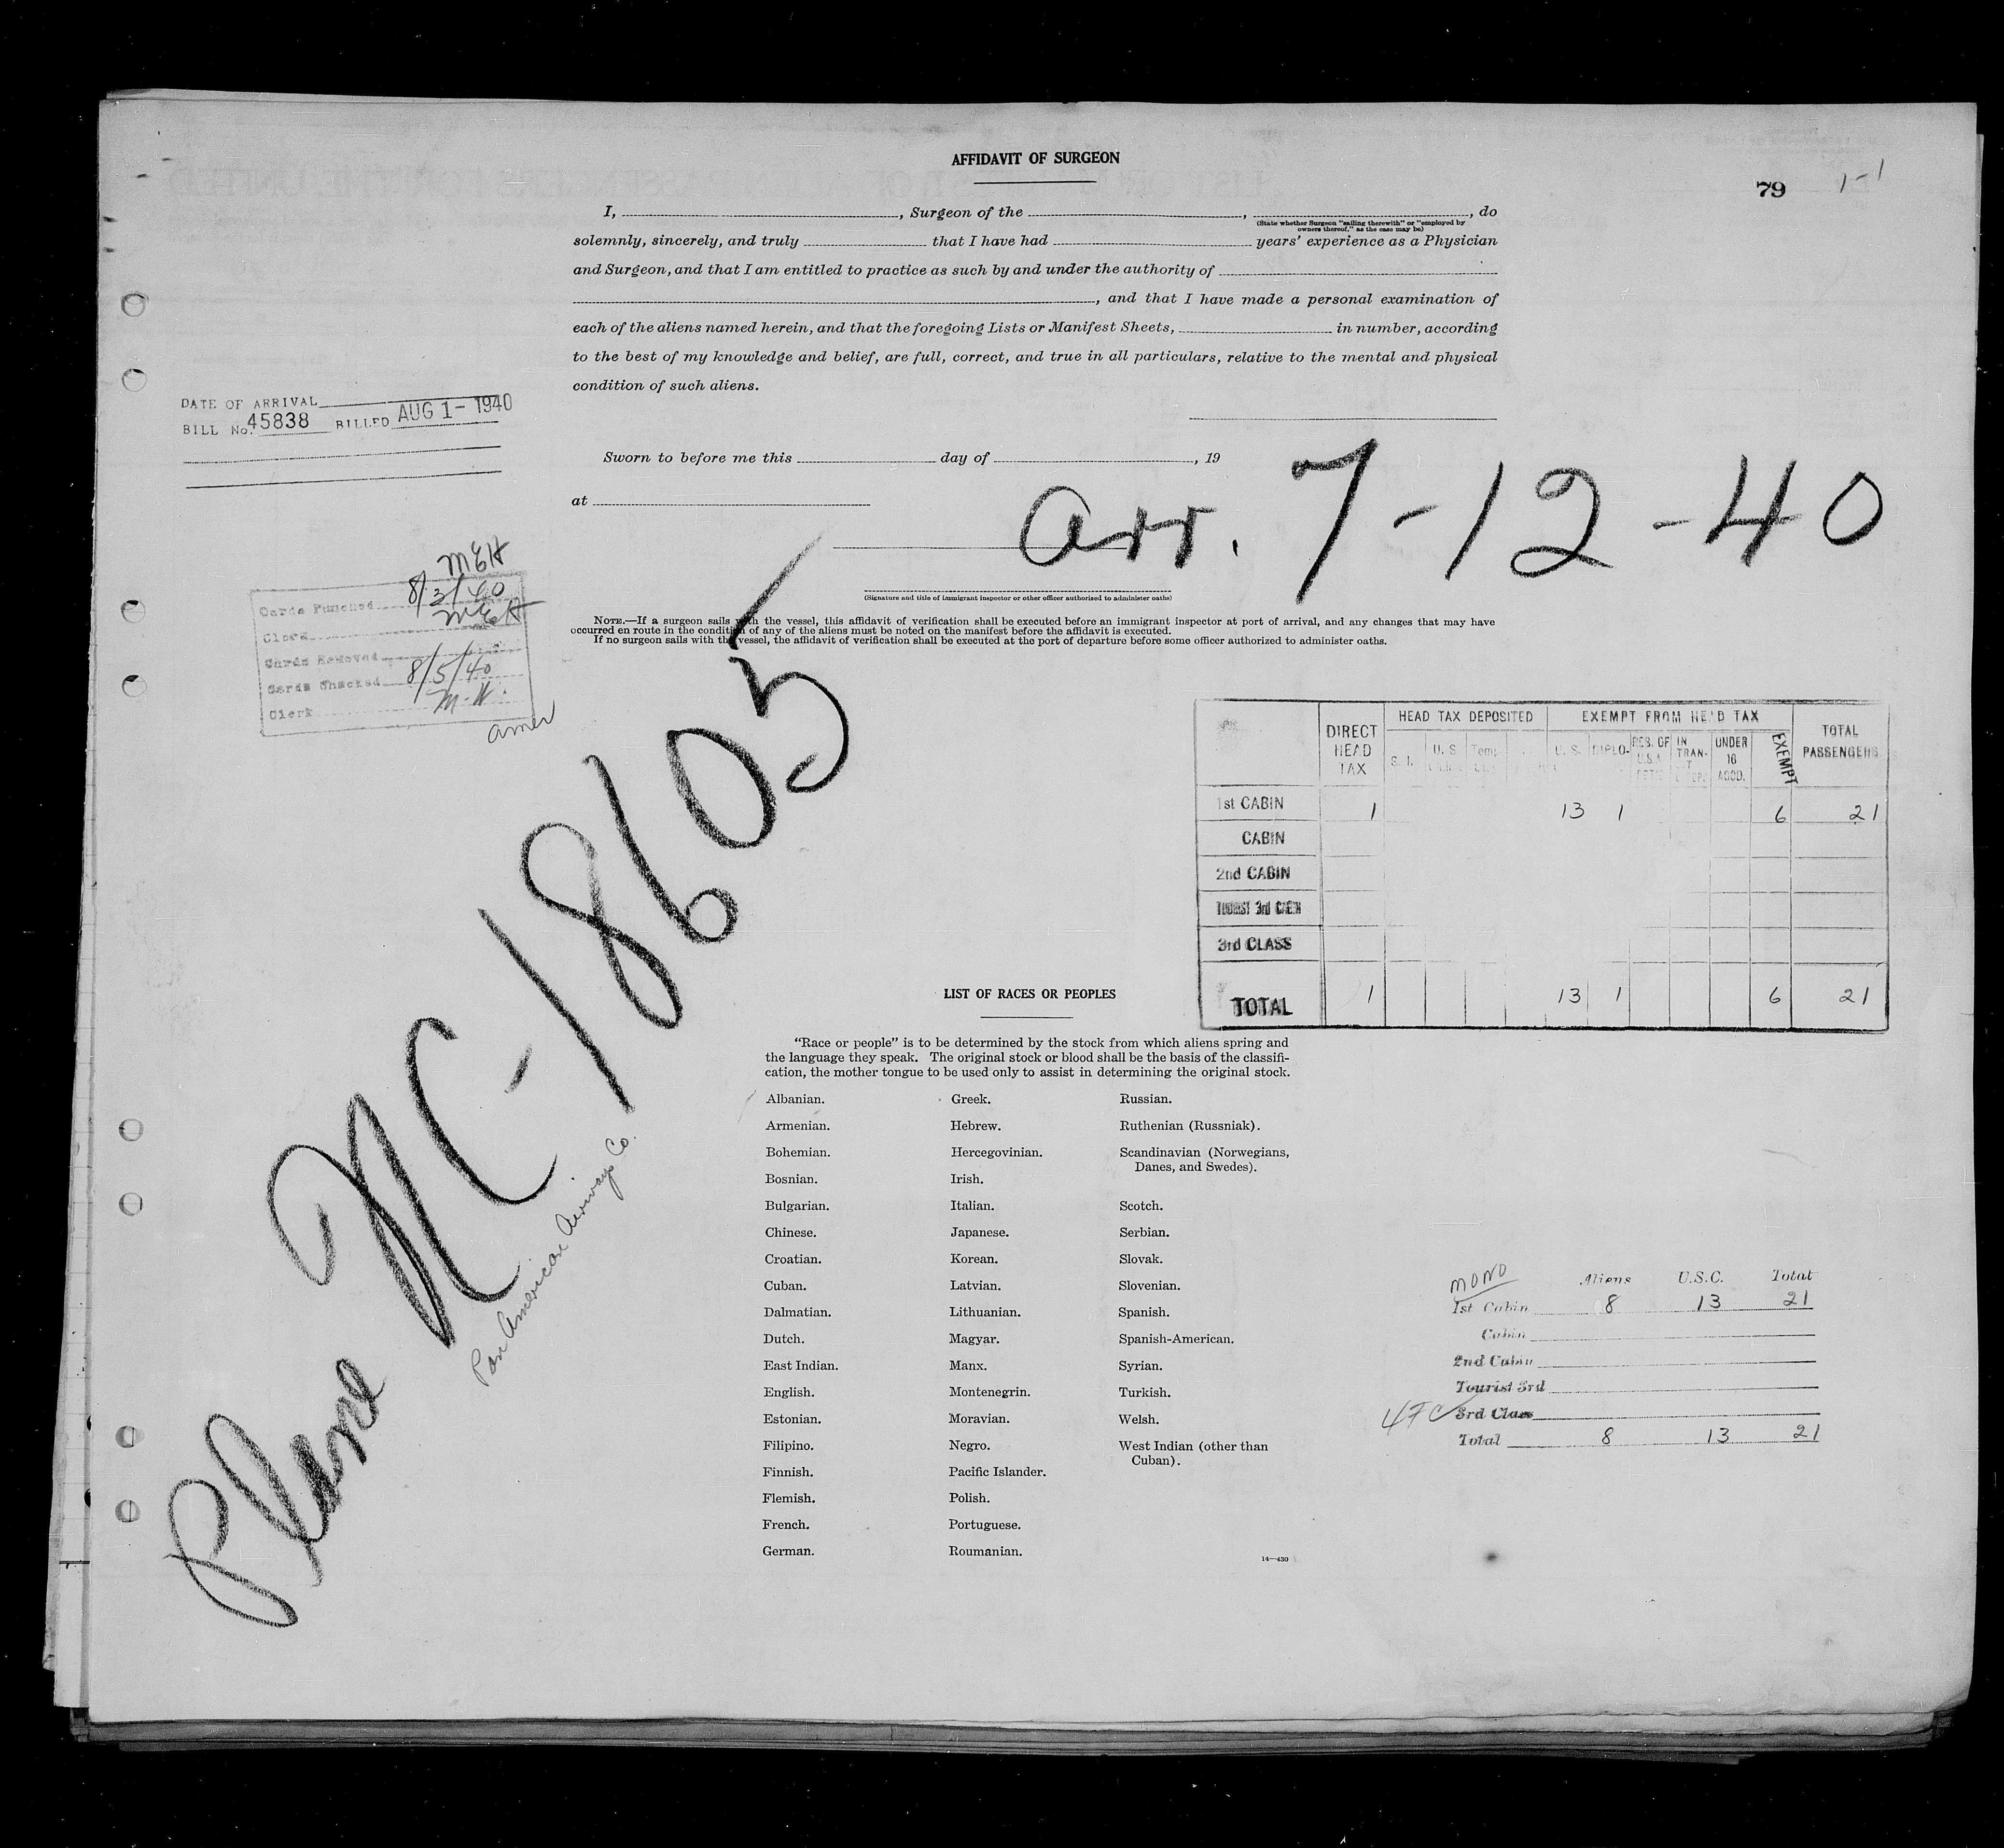 AFFIDAVIT OF SURGEON
79
1-1
I, , Surgeon of the , , do
(State whether Surgeon "sailing therewith" or "employed by
owners thereof," as the case may be)
solemnly, sincerely, and truly that I have had years' experience as a Physician
and Surgeon, and that I am entitled to practice as such by and under the authority of
, and that I have made a personal examination of
each of the aliens named herein, and that the foregoing Lists or Manifest Sheets, in number, according
to the best of my knowledge and belief, are full, correct, and true in all particulars, relative to the mental and physical
condition of such aliens.
DATE OF ARRIVAL
BILL No. 45838 BILLED AUG 1- 1940
Sworn to before me this day of , 19
at
Arr. 7-12-40
(Signature and title of immigrant inspector or other officer authorized to administer oaths)
NOTE.—If a surgeon sails with the vessel, this affidavit of verification shall be executed before an immigrant inspector at port of arrival, and any changes that may have
occurred en route in the condition of any of the aliens must be noted on the manifest before the affidavit is executed.
If no surgeon sails with the vessel, the affidavit of verification shall be executed at the port of departure before some officer authorized to administer oaths.
MEH
Cards Punched 8/3/40
Clerk MEH
Cards Removed
Cards Checked 8/5/40
Clerk M.W.
amer
Plane NC-18605
Pan American Airways Co.
DIRECT HEAD TAX HEAD TAX DEPOSITED EXEMPT FROM HEAD TAX TOTAL PASSENGERS
S. I. U. S. Temp. U. S. DIPLO- RES. OF U.S.A. IN TRAN- UNDER 16 ACCD. EXEMPT
1st CABIN 1 13 1 6 21
CABIN
2nd CABIN
TOURIST 3rd CABIN
3rd CLASS
TOTAL 1 13 1 6 21
LIST OF RACES OR PEOPLES
"Race or people" is to be determined by the stock from which aliens spring and
the language they speak. The original stock or blood shall be the basis of the classifi-
cation, the mother tongue to be used only to assist in determining the original stock.
Albanian.
Armenian.
Bohemian.
Bosnian.
Bulgarian.
Chinese.
Croatian.
Cuban.
Dalmatian.
Dutch.
East Indian.
English.
Estonian.
Filipino.
Finnish.
Flemish.
French.
German.
Greek.
Hebrew.
Hercegovinian.
Irish.
Italian.
Japanese.
Korean.
Latvian.
Lithuanian.
Magyar.
Manx.
Montenegrin.
Moravian.
Negro.
Pacific Islander.
Polish.
Portuguese.
Roumanian.
Russian.
Ruthenian (Russniak).
Scandinavian (Norwegians,
Danes, and Swedes).
Scotch.
Serbian.
Slovak.
Slovenian.
Spanish.
Spanish-American.
Syrian.
Turkish.
Welsh.
West Indian (other than
Cuban).
14—430
MONO
Aliens U.S.C. Total
1st Cabin 8 13 21
Cabin
2nd Cabin
Tourist 3rd
4FC 3rd Class
Total 8 13 21